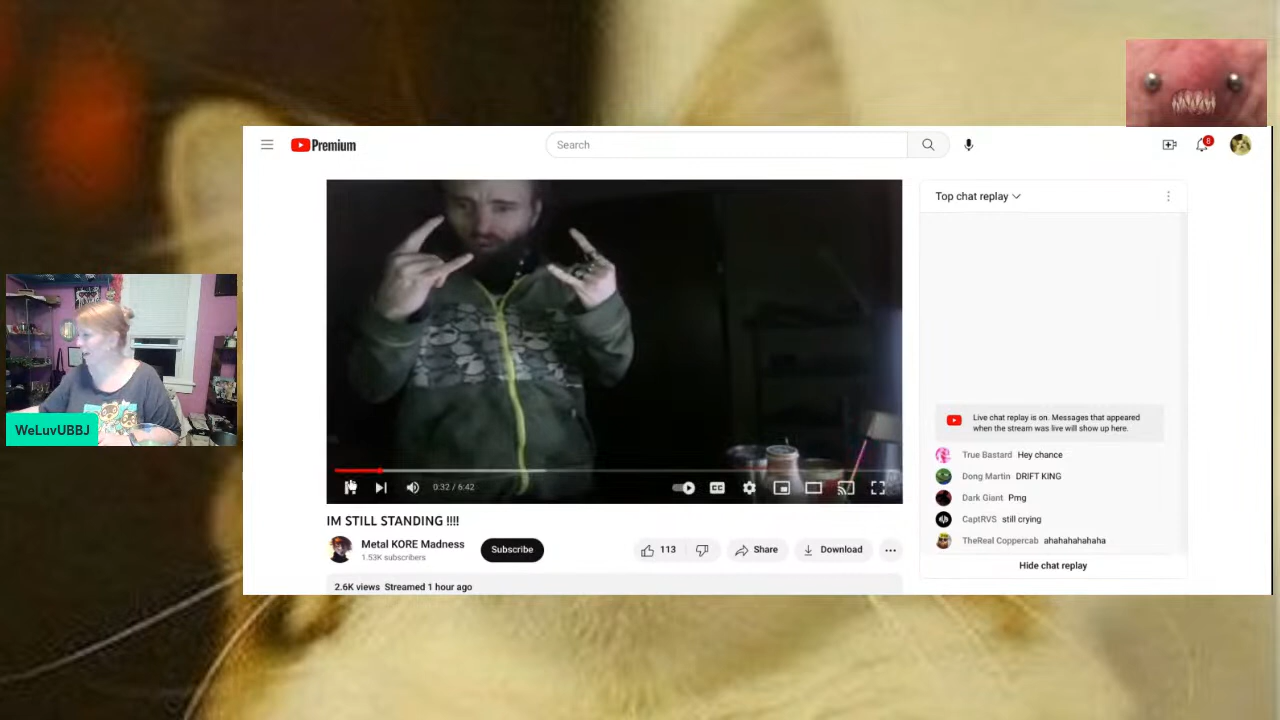 Premium
Search
6
Top chat replay
Live chat replay is on. Messages that appeared
when the stream was live will show up here.
True Bastard Hey chance
Dong Martin DRIFT KING
Dark Giant Pmg
CaptRVS still crying
TheReal Coppercab ahahahahahaha
Hide chat replay
WeLuvUBBJ
0:32 / 6:42
CC
IM STILL STANDING !!!!
Metal KORE Madness
1.53K subscribers
Subscribe
113
Share
Download
2.6K views Streamed 1 hour ago